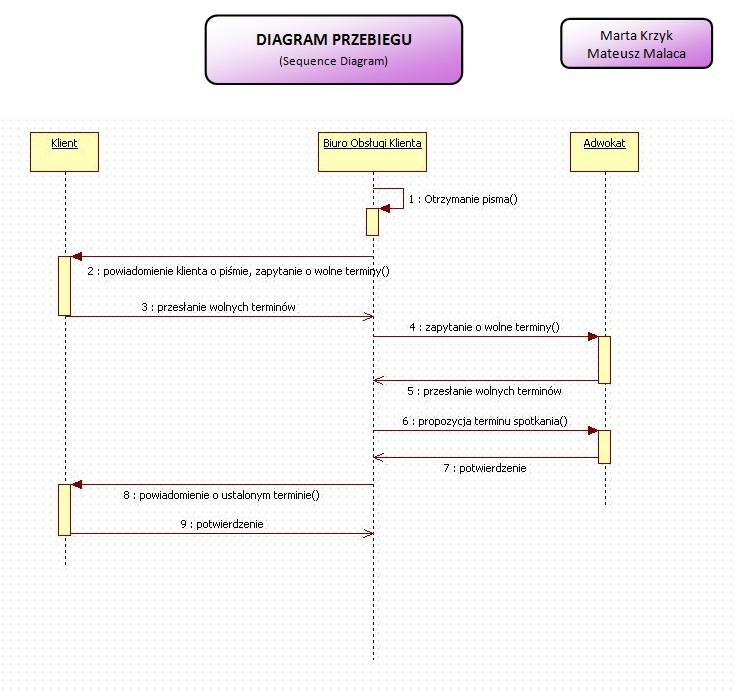 DIAGRAM PRZEBIEGU
(Sequence Diagram)
Marta Krzyk
Mateusz Malaca
Klient
Biuro Obsługi Klienta
Adwokat
1 : Otrzymanie pisma()
2 : powiadomienie klienta o piśmie, zapytanie o wolne terminy()
3 : przesłanie wolnych terminów
4 : zapytanie o wolne terminy()
5 : przesłanie wolnych terminów
6 : propozycja terminu spotkania()
7 : potwierdzenie
8 : powiadomienie o ustalonym terminie()
9 : potwierdzenie